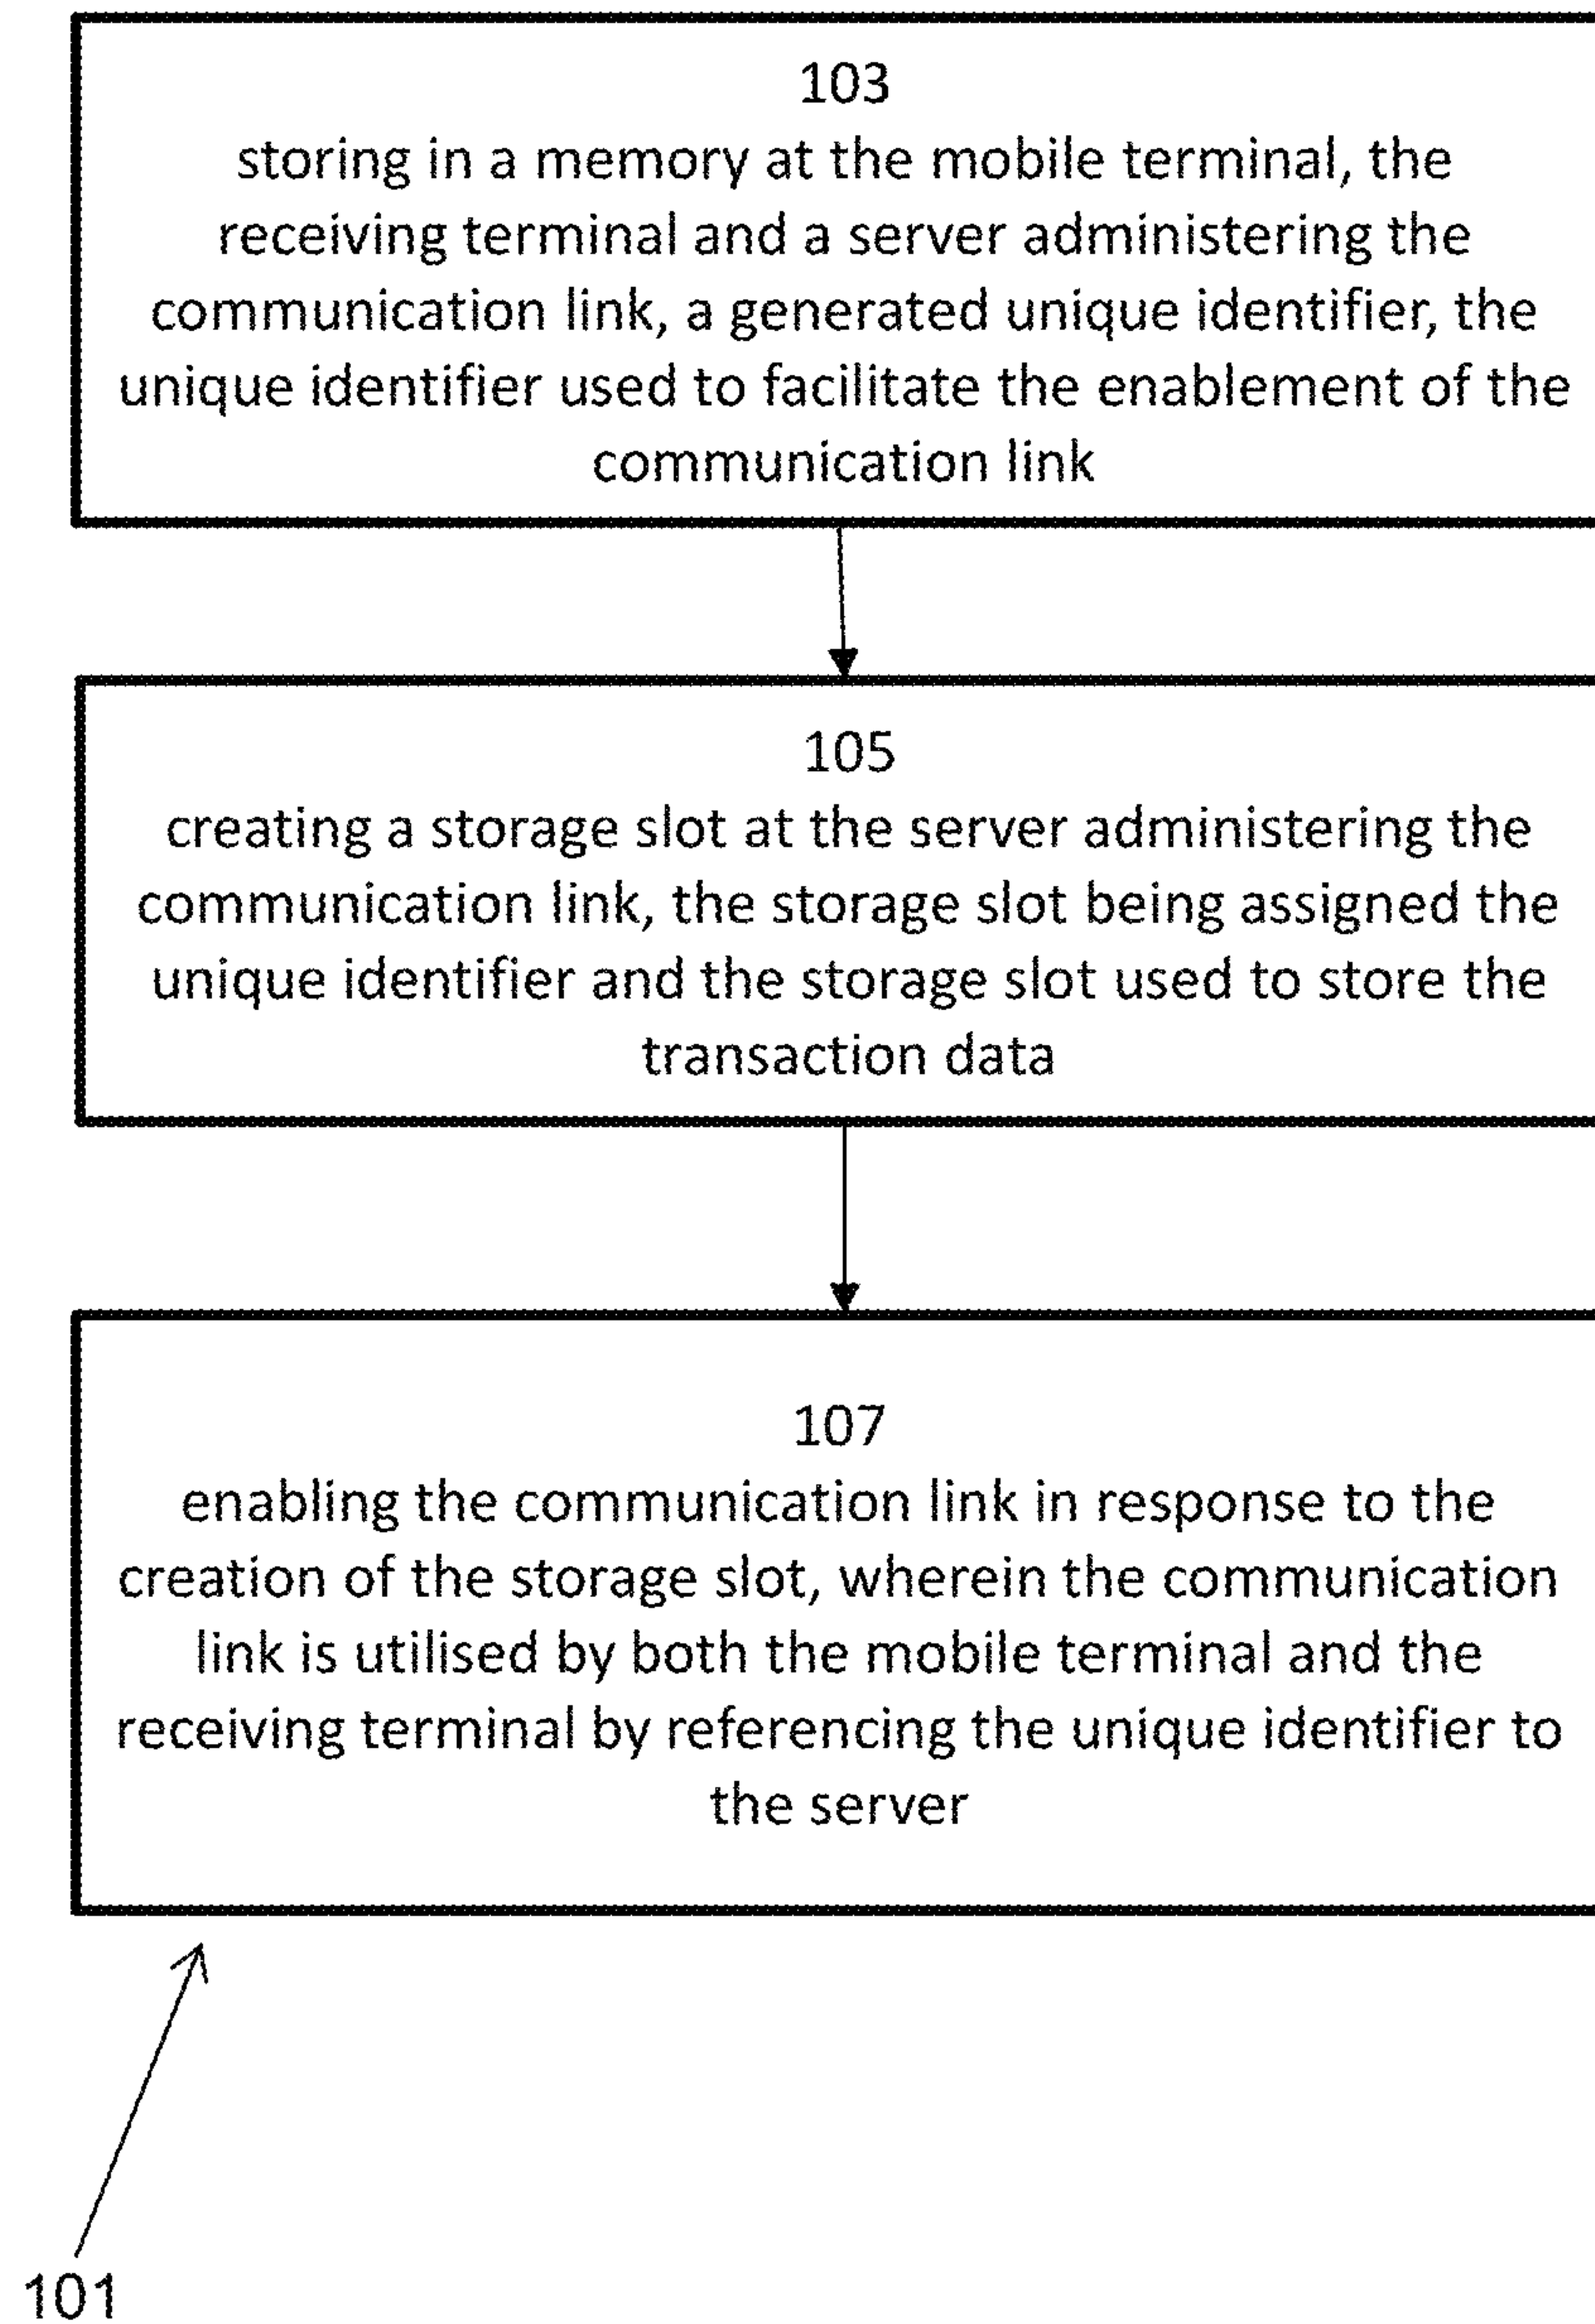 103
storing in a memory at the mobile terminal, the
receiving terminal and a server administering the
communication link, a generated unique identifier, the
unique identifier used to facilitate the enablement of the
communication link
105
creating a storage slot at the server administering the
communication link, the storage slot being assigned the
unique identifier and the storage slot used to store the
transaction data
107
enabling the communication link in response to the
creation of the storage slot, wherein the communication
link is utilised by both the mobile terminal and the
receiving terminal by referencing the unique identifier to
the server
101